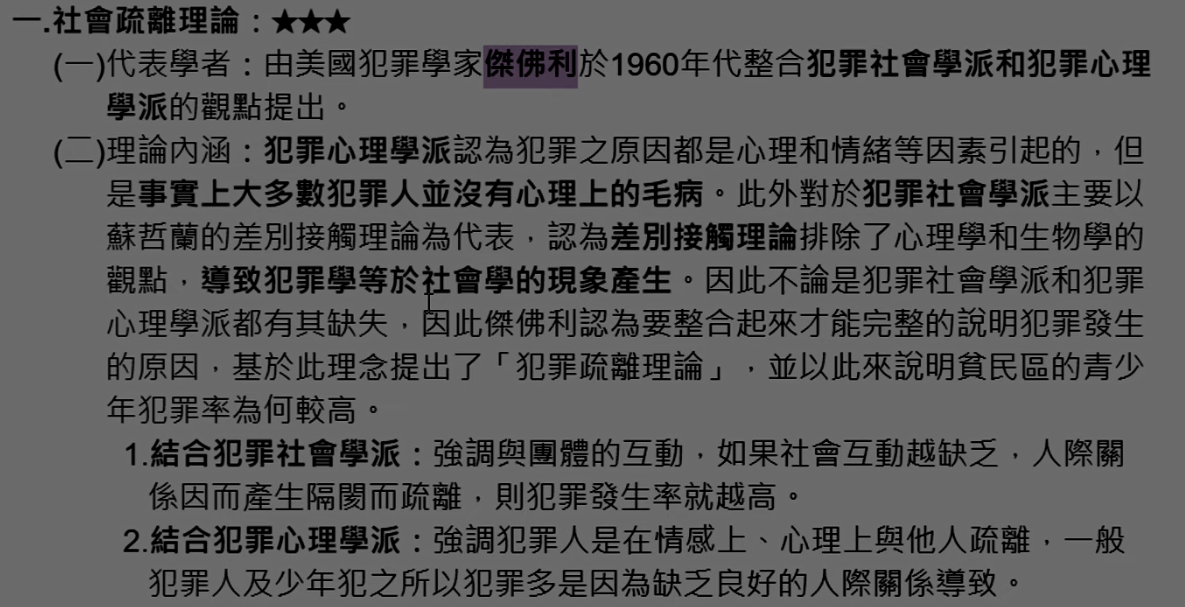 一.社會疏離理論：★★★
(一)代表學者：由美國犯罪學家傑佛利於1960年代整合犯罪社會學派和犯罪心理
學派的觀點提出。
(二)理論內涵：犯罪心理學派認為犯罪之原因都是心理和情緒等因素引起的，但
是事實上大多數犯罪人並沒有心理上的毛病。此外對於犯罪社會學派主要以
蘇哲蘭的差別接觸理論為代表，認為差別接觸理論排除了心理學和生物學的
觀點，導致犯罪學等於社會學的現象產生。因此不論是犯罪社會學派和犯罪
心理學派都有其缺失，因此傑佛利認為要整合起來才能完整的說明犯罪發生
的原因，基於此理念提出了「犯罪疏離理論」，並以此來說明貧民區的青少
年犯罪率為何較高。
1.結合犯罪社會學派：強調與團體的互動，如果社會互動越缺乏，人際關
係因而產生隔閡而疏離，則犯罪發生率就越高。
2.結合犯罪心理學派：強調犯罪人是在情感上、心理上與他人疏離，一般
犯罪人及少年犯之所以犯罪多是因為缺乏良好的人際關係導致。